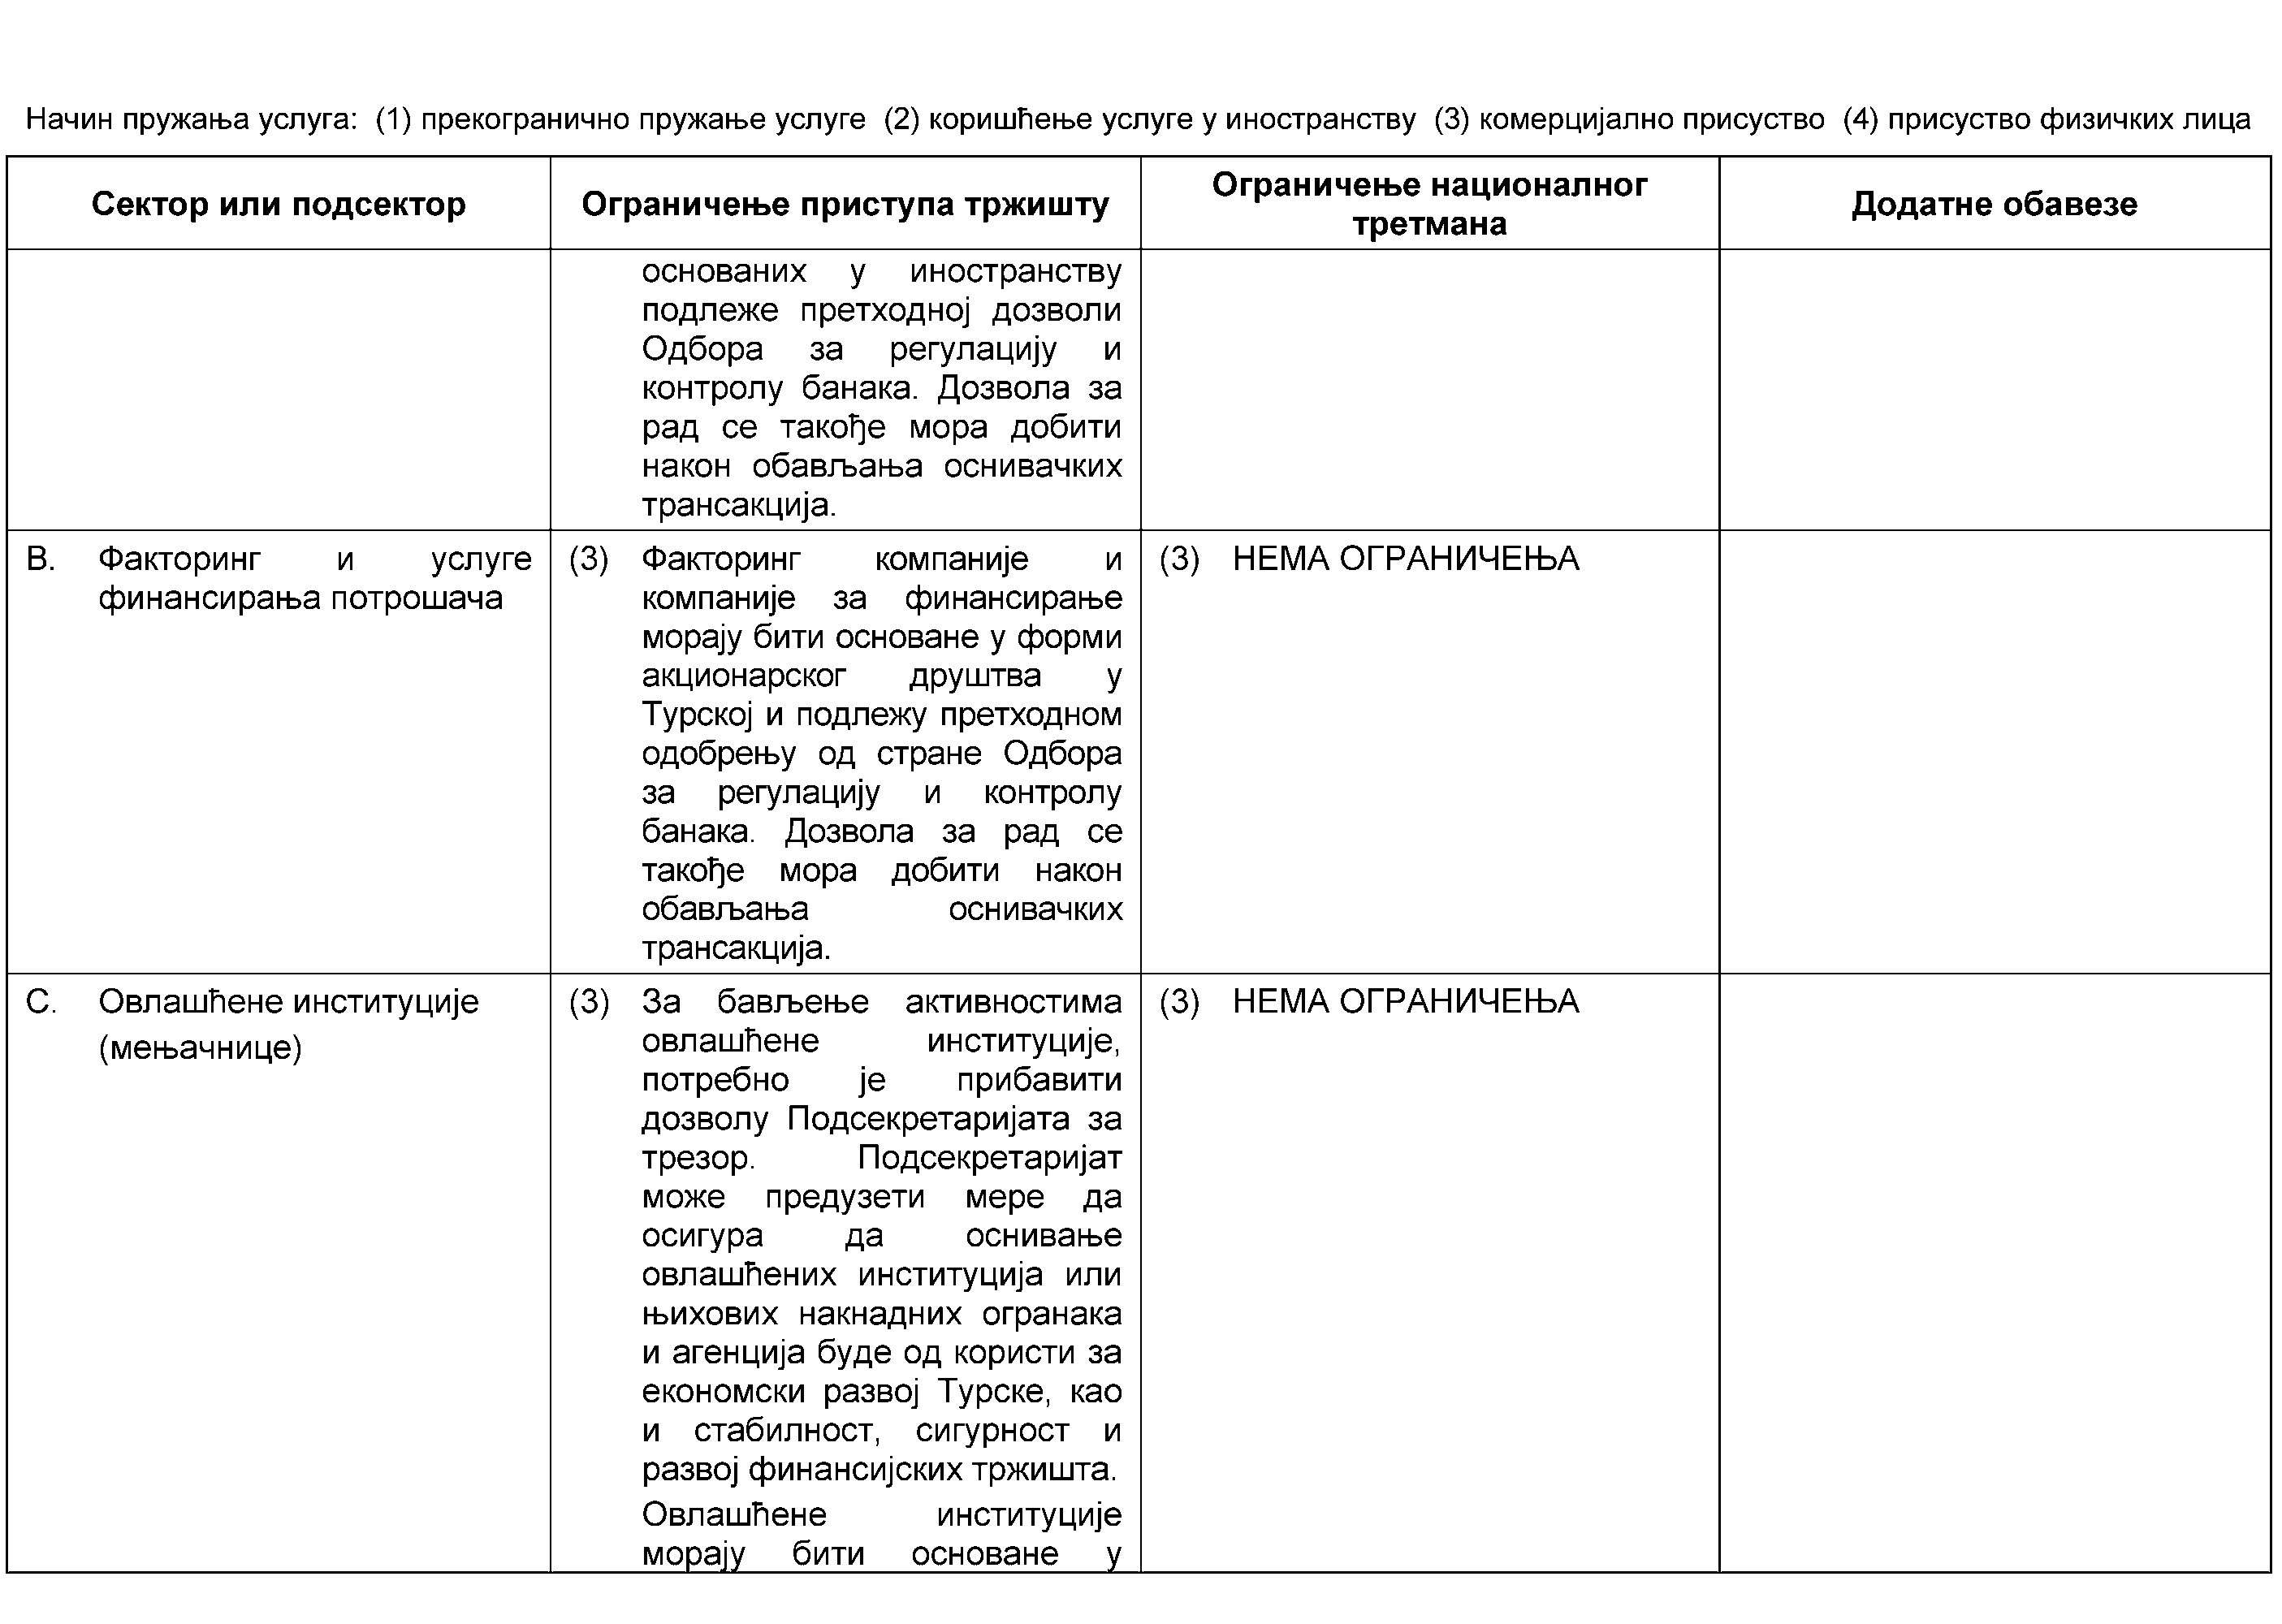 Начин пружања услуга: (1) прекогранично пружање услуге (2) коришћење услуге у иностранству (3) комерцијално присуство (4) присуство физичких лица
Сектор или подсектор
Ограничење приступа тржишту
Ограничење националног
третмана
Додатне обавезе
основаних у иностранству
подлеже претходној дозволи
Одбора за регулацију и
контролу банака. Дозвола за
рад се такође мора добити
након обављања оснивачких
трансакција.
B. Факторинг и услуге
финансирања потрошача
(3) Факторинг компаније и
компаније за финансирање
морају бити основане у форми
акционарског друштва у
Турској и подлежу претходном
одобрењу од стране Одбора
за регулацију и контролу
банака. Дозвола за рад се
такође мора добити након
обављања оснивачких
трансакција.
(3) НЕМА ОГРАНИЧЕЊА
C. Овлашћене институције
(мењачнице)
(3) За бављење активностима
овлашћене институције,
потребно је прибавити
дозволу Подсекретаријата за
трезор. Подсекретаријат
може предузети мере да
осигура да оснивање
овлашћених институција или
њихових накнадних огранака
и агенција буде од користи за
економски развој Турске, као
и стабилност, сигурност и
развој финансијских тржишта.
Овлашћене институције
морају бити основане у
(3) НЕМА ОГРАНИЧЕЊА